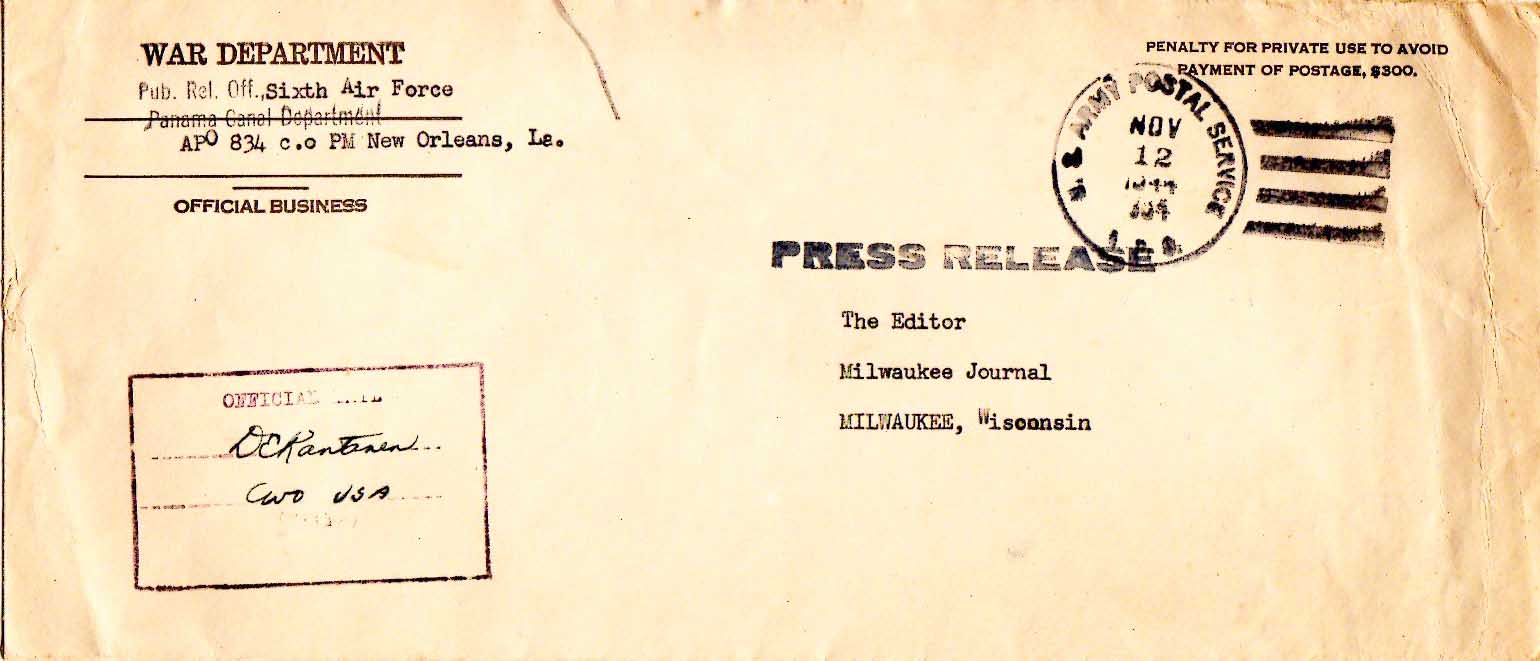 WAR DEPARTMENT
Pub. Rel. Off., Sixth Air Force
Panama Canal Department
APO 834 c.o PM New Orleans, La.
OFFICIAL BUSINESS
PENALTY FOR PRIVATE USE TO AVOID
PAYMENT OF POSTAGE, $300.
U. S. ARMY POSTAL SERVICE
NOV
12
1944
PRESS RELEASE
The Editor
Milwaukee Journal
MILWAUKEE, Wisconsin
OFFICIAL
DERantanen
CWO USA